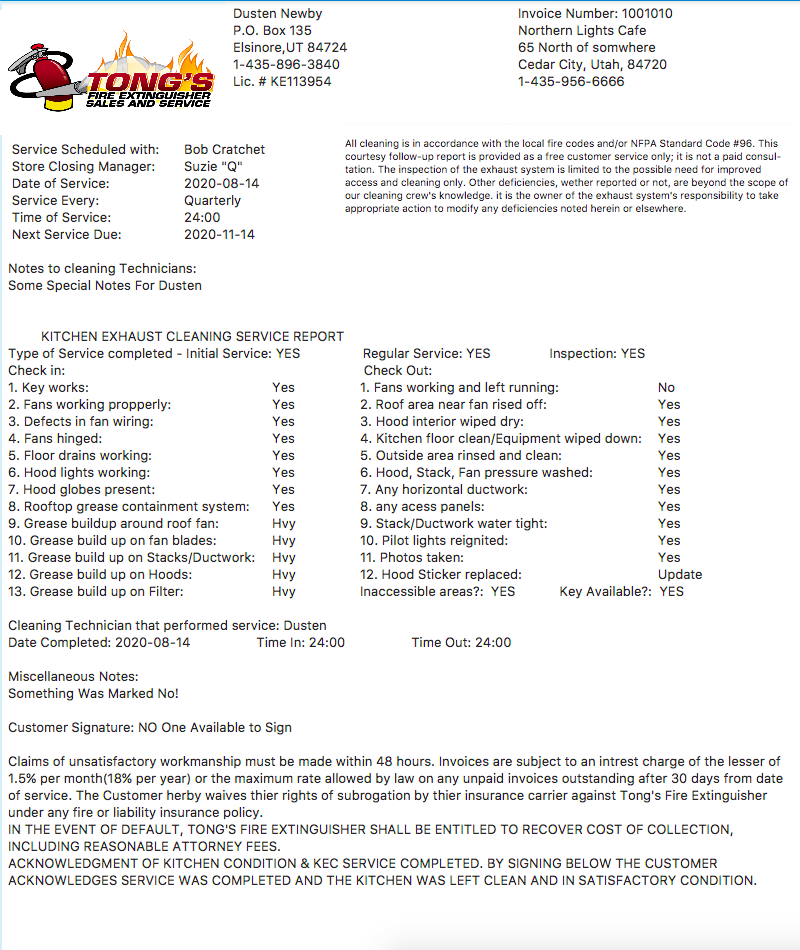 TONG'S
FIRE EXTINGUISHER
SALES AND SERVICE
Dusten Newby
P.O. Box 135
Elsinore,UT 84724
1-435-896-3840
Lic. # KE113954
Invoice Number: 1001010
Northern Lights Cafe
65 North of somwhere
Cedar City, Utah, 84720
1-435-956-6666
Service Scheduled with: Bob Cratchet
Store Closing Manager: Suzie "Q"
Date of Service: 2020-08-14
Service Every: Quarterly
Time of Service: 24:00
Next Service Due: 2020-11-14
All cleaning is in accordance with the local fire codes and/or NFPA Standard Code #96. This
courtesy follow-up report is provided as a free customer service only; it is not a paid consul-
tation. The inspection of the exhaust system is limited to the possible need for improved
access and cleaning only. Other deficiencies, wether reported or not, are beyond the scope of
our cleaning crew's knowledge. it is the owner of the exhaust system's responsibility to take
appropriate action to modify any deficiencies noted herein or elsewhere.
Notes to cleaning Technicians:
Some Special Notes For Dusten
KITCHEN EXHAUST CLEANING SERVICE REPORT
Type of Service completed - Initial Service: YES Regular Service: YES Inspection: YES
Check in: Check Out:
1. Key works: Yes 1. Fans working and left running: No
2. Fans working propperly: Yes 2. Roof area near fan rised off: Yes
3. Defects in fan wiring: Yes 3. Hood interior wiped dry: Yes
4. Fans hinged: Yes 4. Kitchen floor clean/Equipment wiped down: Yes
5. Floor drains working: Yes 5. Outside area rinsed and clean: Yes
6. Hood lights working: Yes 6. Hood, Stack, Fan pressure washed: Yes
7. Hood globes present: Yes 7. Any horizontal ductwork: Yes
8. Rooftop grease containment system: Yes 8. any acess panels: Yes
9. Grease buildup around roof fan: Hvy 9. Stack/Ductwork water tight: Yes
10. Grease build up on fan blades: Hvy 10. Pilot lights reignited: Yes
11. Grease build up on Stacks/Ductwork: Hvy 11. Photos taken: Yes
12. Grease build up on Hoods: Hvy 12. Hood Sticker replaced: Update
13. Grease build up on Filter: Hvy Inaccessible areas?: YES Key Available?: YES
Cleaning Technician that performed service: Dusten
Date Completed: 2020-08-14 Time In: 24:00 Time Out: 24:00
Miscellaneous Notes:
Something Was Marked No!
Customer Signature: NO One Available to Sign
Claims of unsatisfactory workmanship must be made within 48 hours. Invoices are subject to an intrest charge of the lesser of
1.5% per month(18% per year) or the maximum rate allowed by law on any unpaid invoices outstanding after 30 days from date
of service. The Customer herby waives thier rights of subrogation by thier insurance carrier against Tong's Fire Extinguisher
under any fire or liability insurance policy.
IN THE EVENT OF DEFAULT, TONG'S FIRE EXTINGUISHER SHALL BE ENTITLED TO RECOVER COST OF COLLECTION,
INCLUDING REASONABLE ATTORNEY FEES.
ACKNOWLEDGMENT OF KITCHEN CONDITION & KEC SERVICE COMPLETED. BY SIGNING BELOW THE CUSTOMER
ACKNOWLEDGES SERVICE WAS COMPLETED AND THE KITCHEN WAS LEFT CLEAN AND IN SATISFACTORY CONDITION.